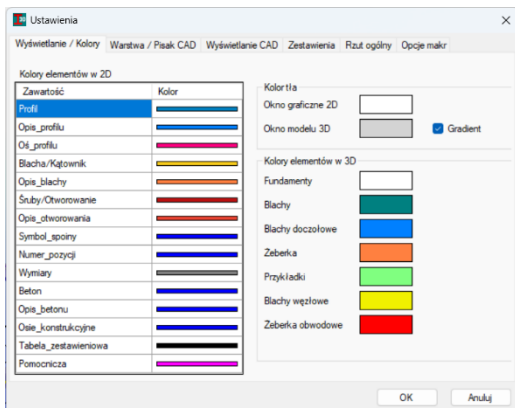 Ustawienia
Wyświetlanie / Kolory Warstwa / Pisak CAD Wyświetlanie CAD Zestawienia Rzut ogólny Opcje makr
Kolory elementów w 2D
Zawartość Kolor
Profil
Opis_profilu
Oś_profilu
Blacha/Kątownik
Opis_blachy
Śruby/Otworowanie
Opis_otworowania
Symbol_spoiny
Numer_pozycji
Wymiary
Beton
Opis_betonu
Osie_konstrukcyjne
Tabela_zestawieniowa
Pomocnicza
Kolor tła
Okno graficzne 2D
Okno modelu 3D Gradient
Kolory elementów w 3D
Fundamenty
Blachy
Blachy doczołowe
Żeberka
Przykładki
Blachy węzłowe
Żeberka obwodowe
OK Anuluj